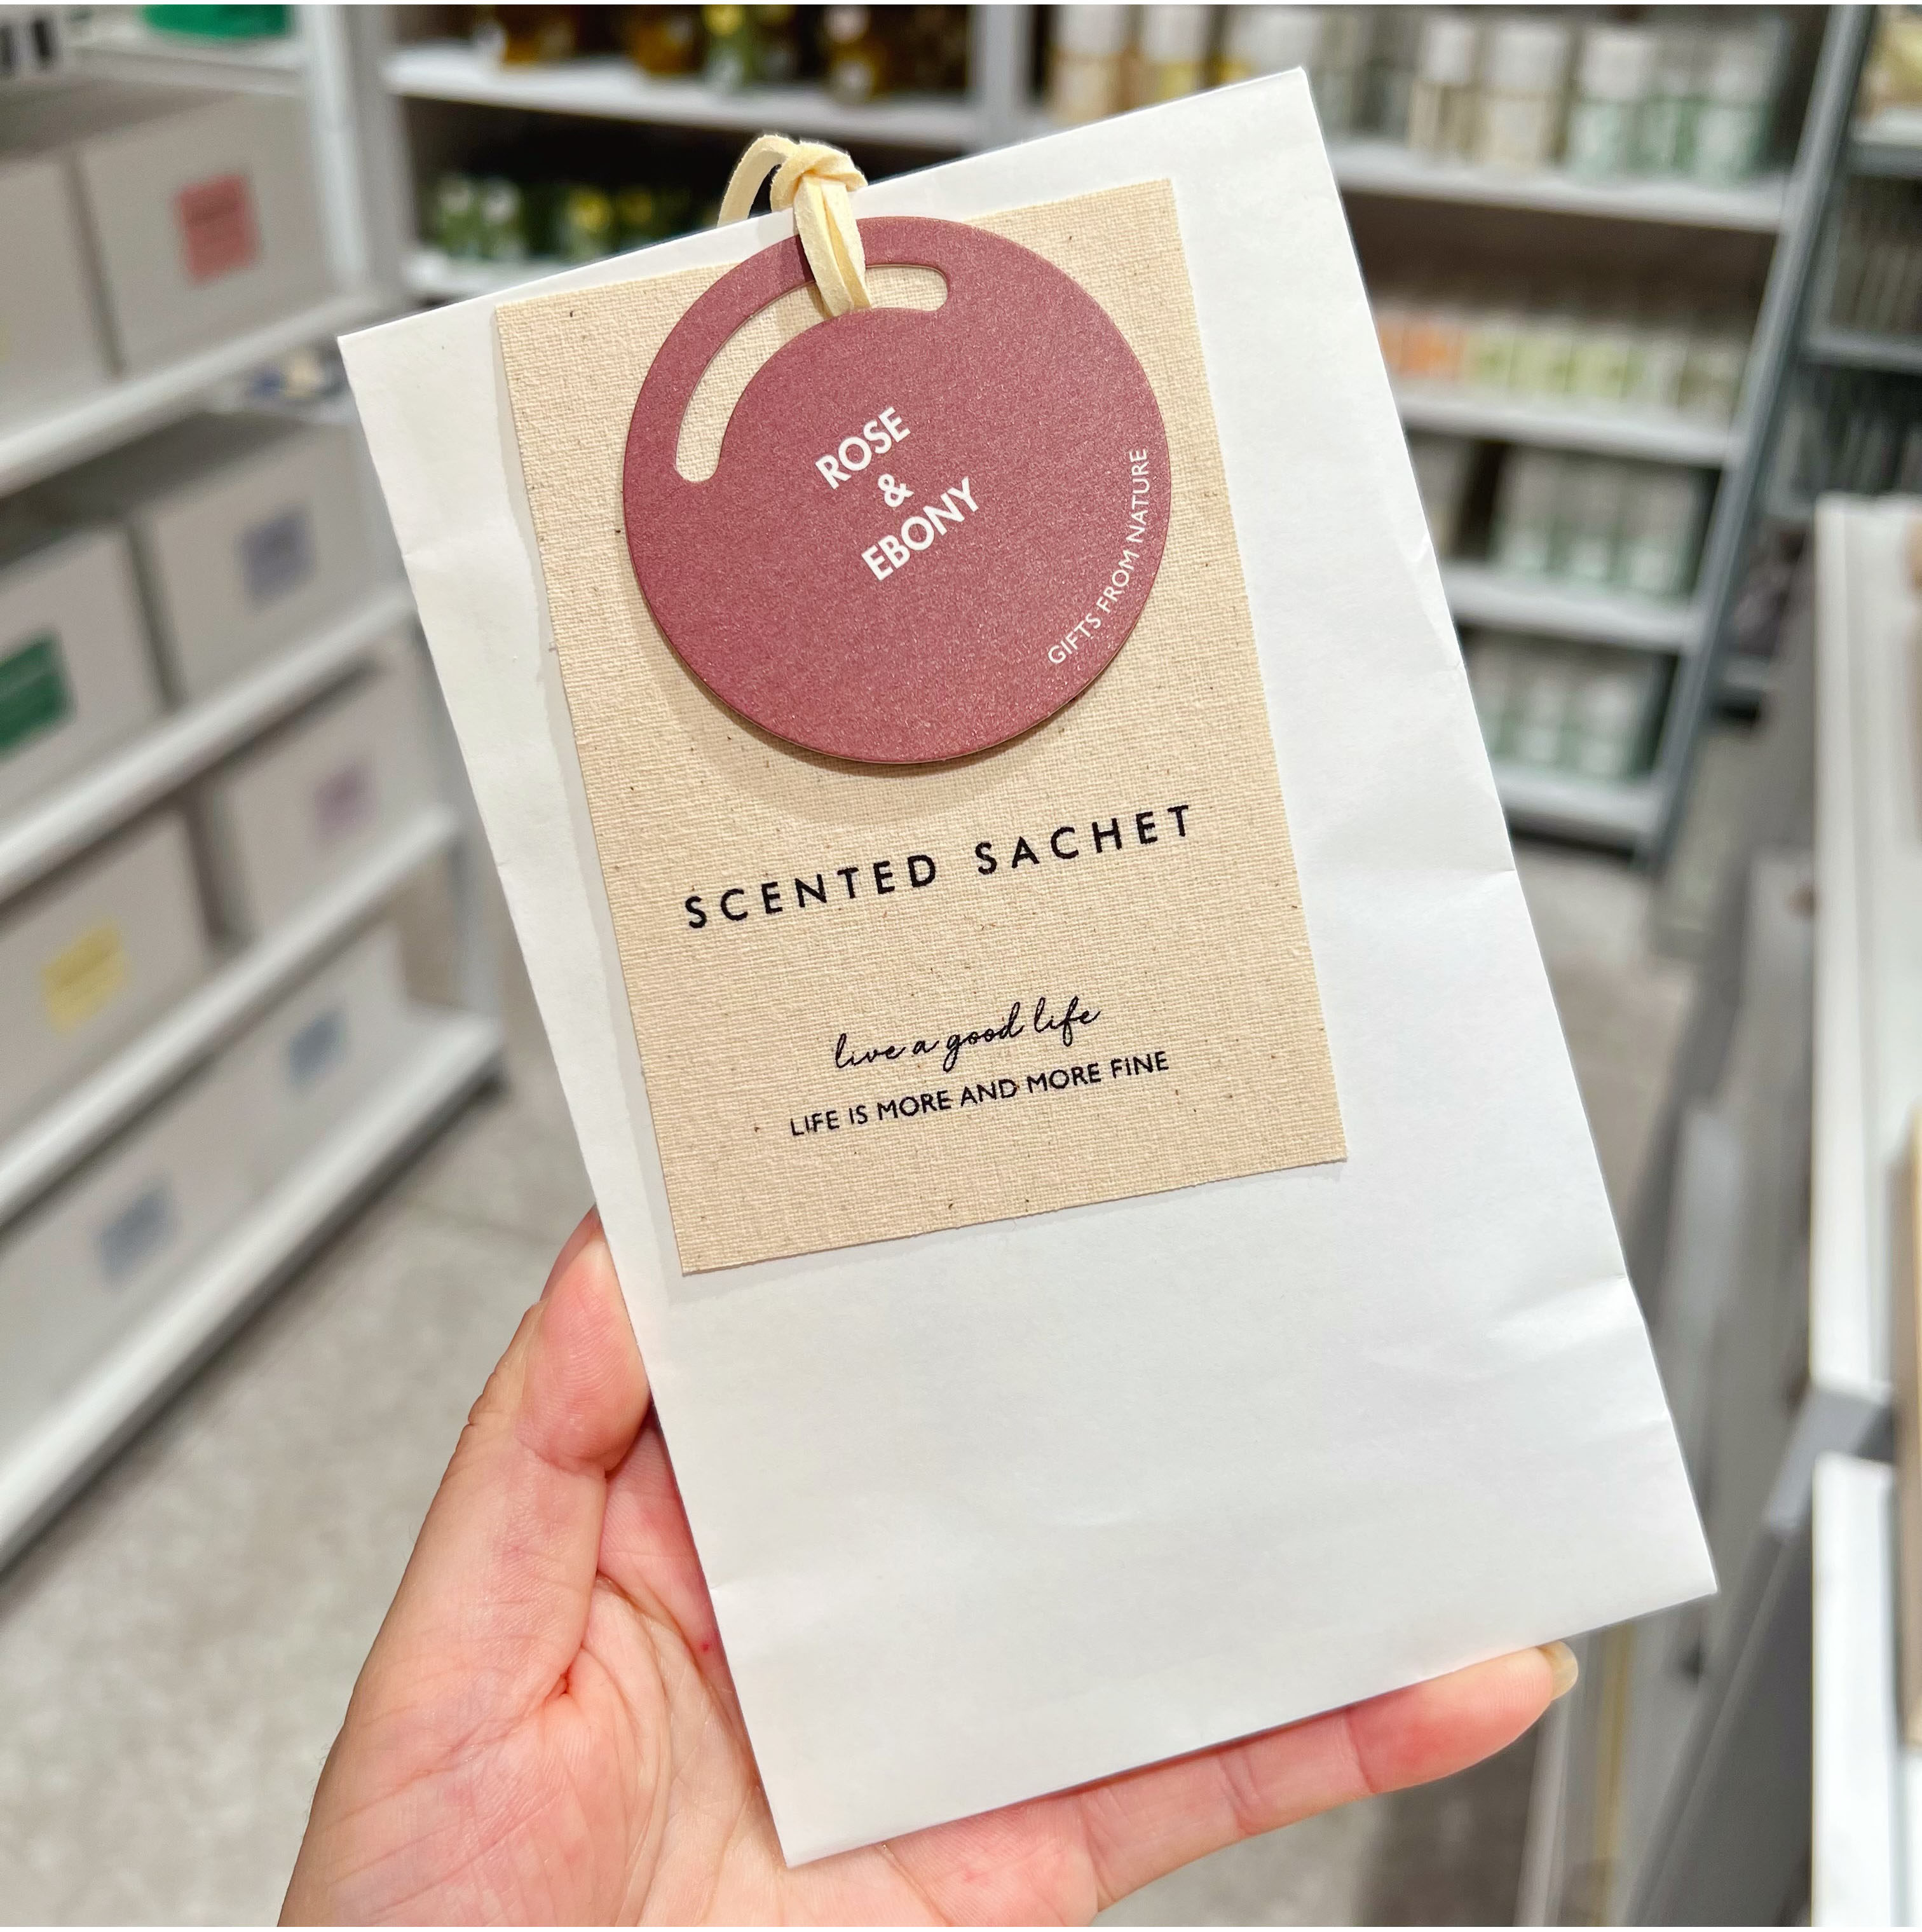 ROSE
&
EBONY
GIFTS FROM NATURE
SCENTED SACHET
live a good life
LIFE IS MORE AND MORE FINE